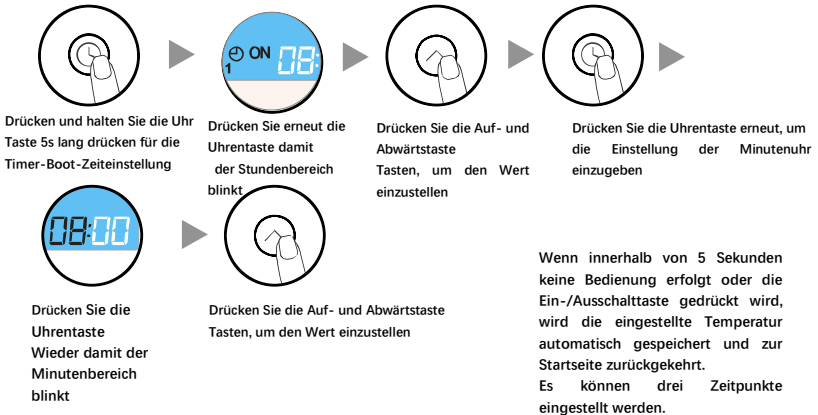 ON 08:
1
Drücken und halten Sie die Uhr
Taste 5s lang drücken für die
Timer-Boot-Zeiteinstellung
Drücken Sie erneut die
Uhrentaste damit
der Stundenbereich
blinkt
Drücken Sie die Auf- und
Abwärtstaste
Tasten, um den Wert
einzustellen
Drücken Sie die Uhrentaste erneut, um
die Einstellung der Minutenuhr
einzugeben
08:00
Drücken Sie die
Uhrentaste
Wieder damit der
Minutenbereich
blinkt
Drücken Sie die Auf- und Abwärtstaste
Tasten, um den Wert einzustellen
Wenn innerhalb von 5 Sekunden
keine Bedienung erfolgt oder die
Ein-/Ausschalttaste gedrückt wird,
wird die eingestellte Temperatur
automatisch gespeichert und zur
Startseite zurückgekehrt.
Es können drei Zeitpunkte
eingestellt werden.